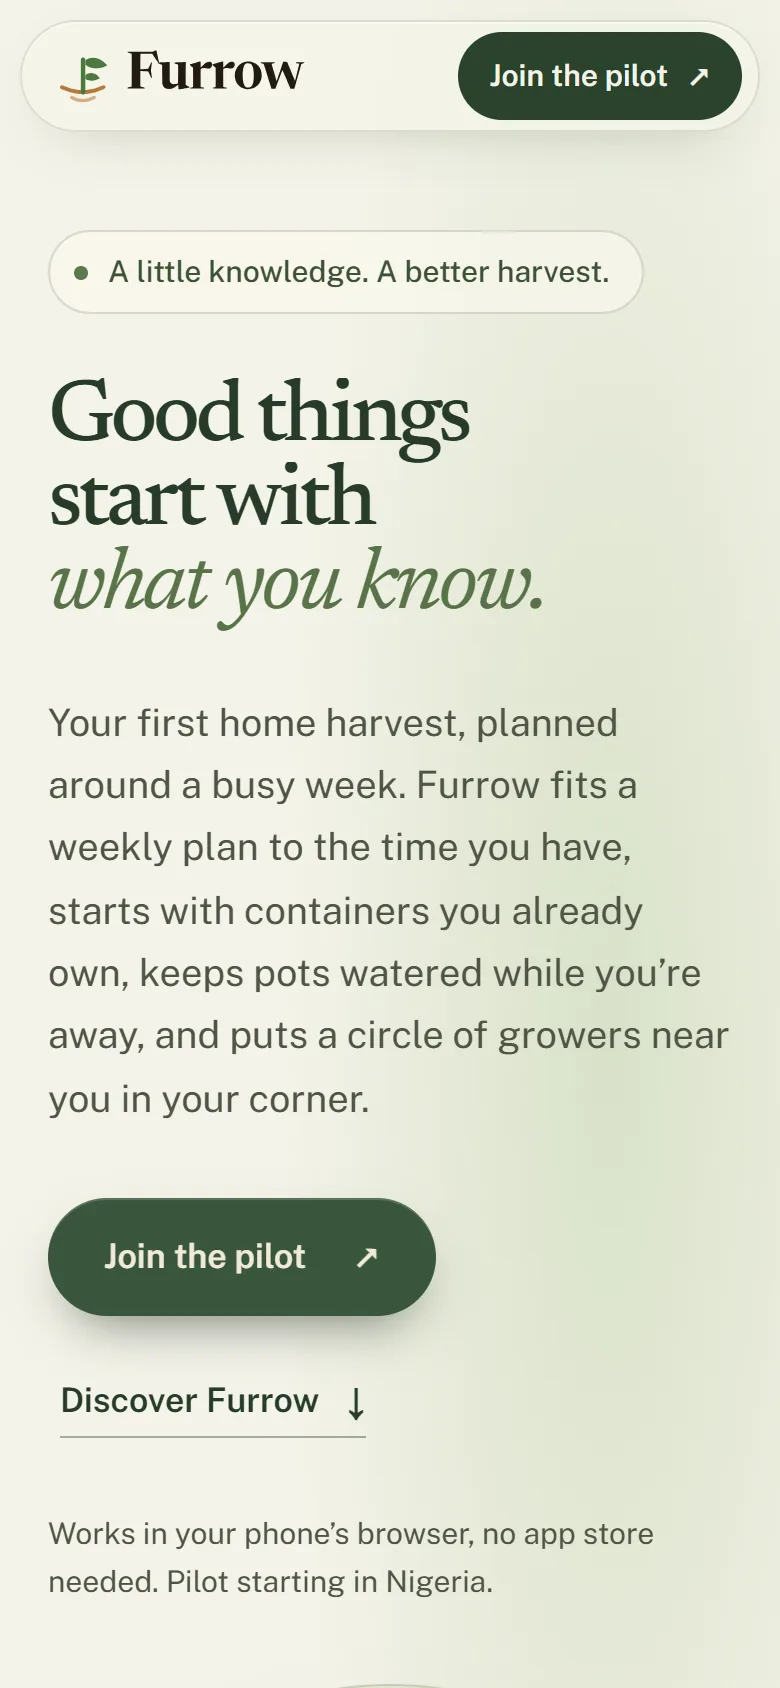 Furrow
Join the pilot ↗
A little knowledge. A better harvest.
Good things
start with
what you know.
Your first home harvest, planned
around a busy week. Furrow fits a
weekly plan to the time you have,
starts with containers you already
own, keeps pots watered while you’re
away, and puts a circle of growers near
you in your corner.
Join the pilot ↗
Discover Furrow ↓
Works in your phone’s browser, no app store
needed. Pilot starting in Nigeria.